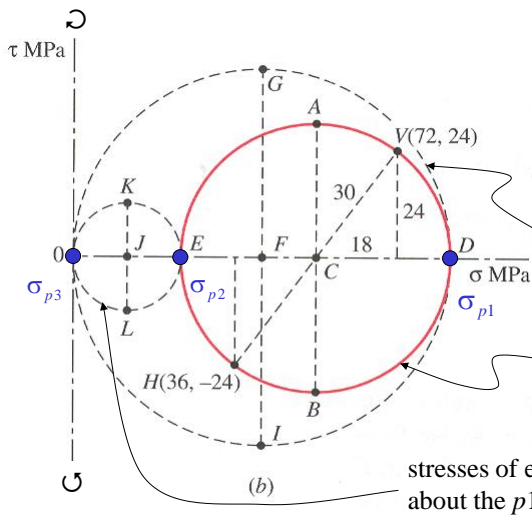 τ MPa
G
A
V(72, 24)
K
30
24
0
J
E
F
18
D
C
σ MPa
σp3
σp2
σp1
L
H(36, –24)
B
I
(b)
stresses of e
about the p1